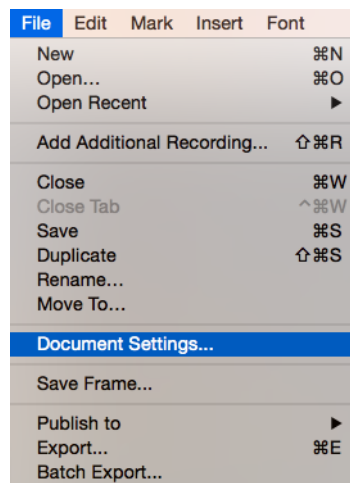 File Edit Mark Insert Font
New ⌘N
Open... ⌘O
Open Recent ▶
Add Additional Recording... ⇧⌘R
Close ⌘W
Close Tab ^⌘W
Save ⌘S
Duplicate ⇧⌘S
Rename...
Move To...
Document Settings...
Save Frame...
Publish to ▶
Export... ⌘E
Batch Export...